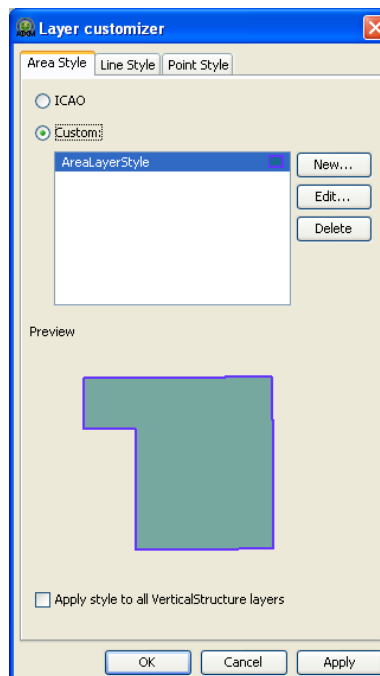 Layer customizer
Area Style Line Style Point Style
ICAO
Custom:
AreaLayerStyle
New...
Edit...
Delete
Preview
Apply style to all VerticalStructure layers
OK Cancel Apply